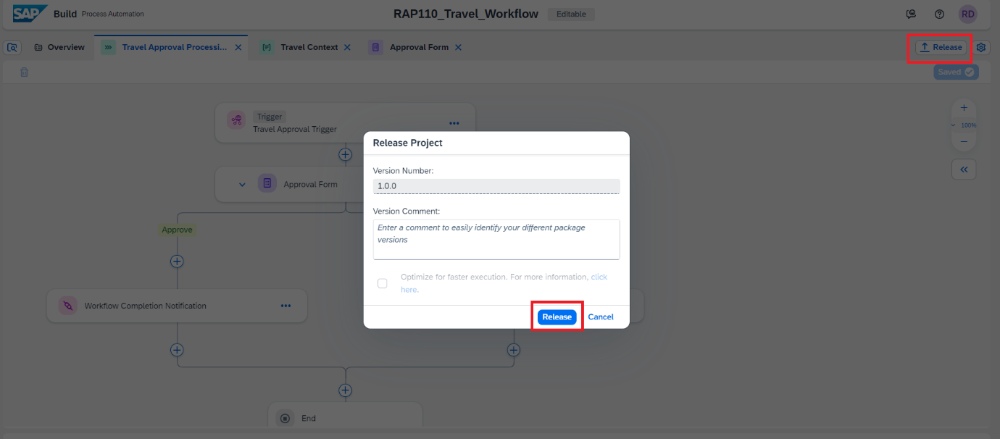 SAP Build Process Automation
RAP110_Travel_Workflow Editable
RD
Overview Travel Approval Processi... Travel Context Approval Form Release
Saved
Trigger
Travel Approval Trigger
100%
Release Project
Version Number:
1.0.0
Version Comment:
Enter a comment to easily identify your different package
versions
Optimize for faster execution. For more information, click
here.
Release Cancel
Approval Form
Approve
Workflow Completion Notification
End